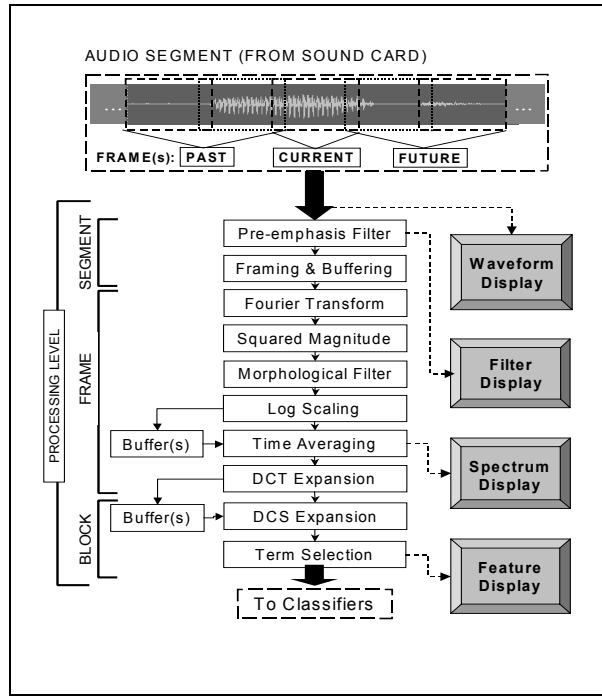 AUDIO SEGMENT (FROM SOUND CARD)
... ...
FRAME(s): PAST CURRENT FUTURE
PROCESSING LEVEL
SEGMENT
FRAME
BLOCK
Pre-emphasis Filter
Framing & Buffering
Fourier Transform
Squared Magnitude
Morphological Filter
Log Scaling
Buffer(s)
Time Averaging
DCT Expansion
Buffer(s)
DCS Expansion
Term Selection
To Classifiers
Waveform
Display
Filter
Display
Spectrum
Display
Feature
Display